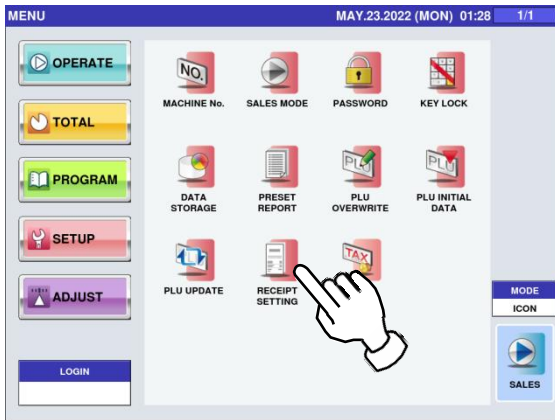 MENU
MAY.23.2022 (MON) 01:28
1/1
OPERATE
TOTAL
PROGRAM
SETUP
ADJUST
LOGIN
NO.
MACHINE No.
SALES MODE
PASSWORD
KEY LOCK
DATA
STORAGE
PRESET
REPORT
PLU
PLU
OVERWRITE
PLU
PLU INITIAL
DATA
PLU UPDATE
RECEIPT
SETTING
TAX
MODE
ICON
SALES